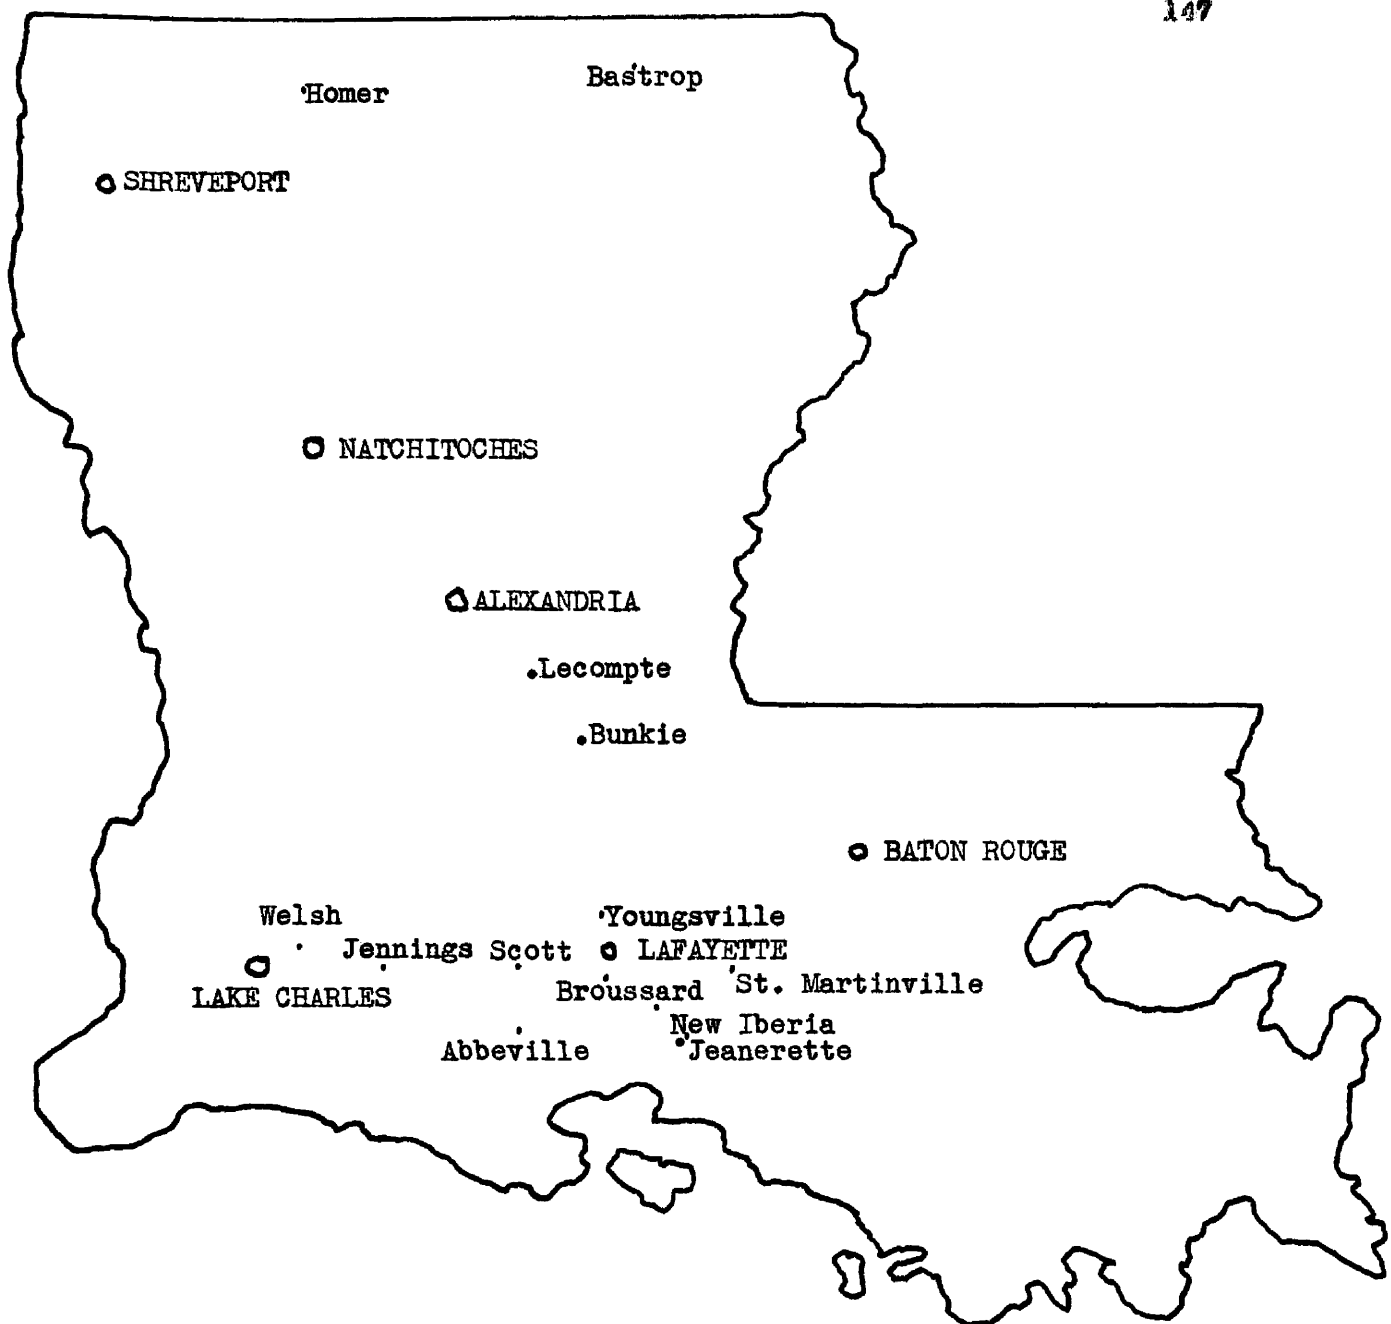 147
Bastrop
Homer
SHREVEPORT
NATCHITOCHES
ALEXANDRIA
Lecompte
Bunkie
BATON ROUGE
Welsh
Youngsville
Jennings
Scott
LAFAYETTE
LAKE CHARLES
Broussard
St. Martinville
New Iberia
Abbeville
Jeanerette